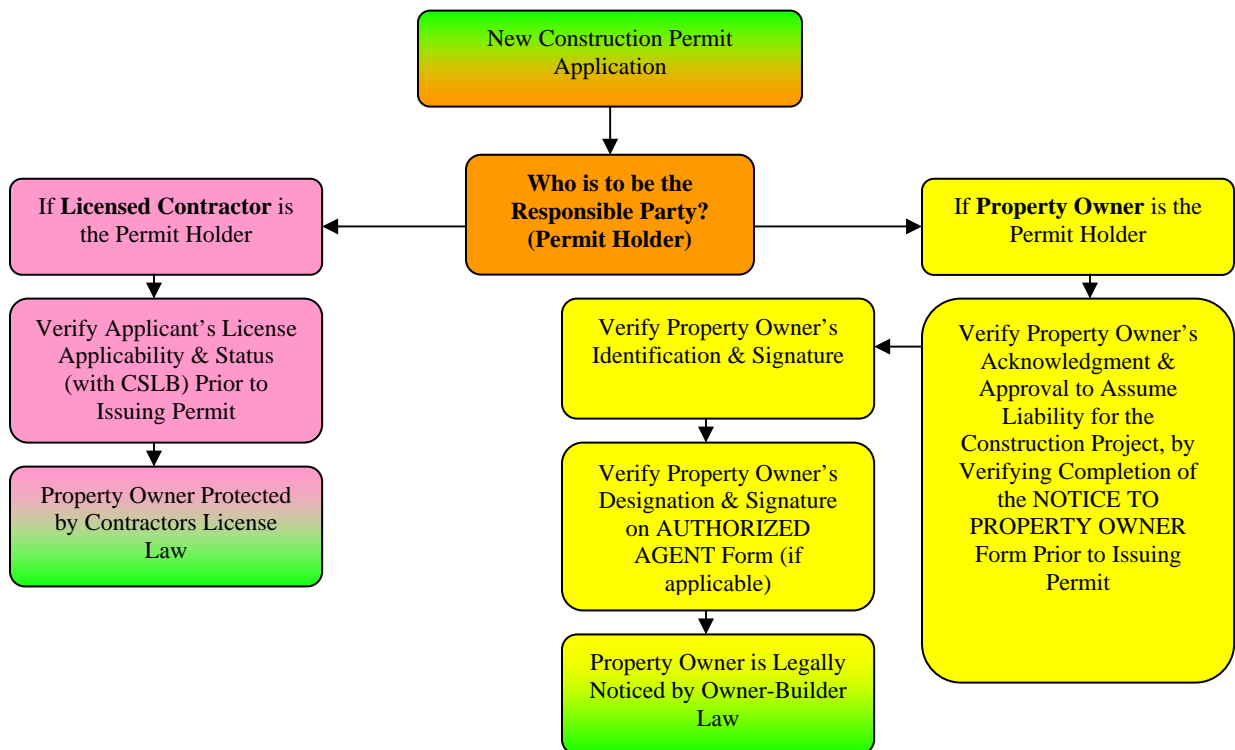 New Construction Permit
Application
Who is to be the
Responsible Party?
(Permit Holder)
If Licensed Contractor is
the Permit Holder
Verify Applicant’s License
Applicability & Status
(with CSLB) Prior to
Issuing Permit
Property Owner Protected
by Contractors License
Law
If Property Owner is the
Permit Holder
Verify Property Owner’s
Acknowledgment &
Approval to Assume
Liability for the
Construction Project, by
Verifying Completion of
the NOTICE TO
PROPERTY OWNER
Form Prior to Issuing
Permit
Verify Property Owner’s
Identification & Signature
Verify Property Owner’s
Designation & Signature
on AUTHORIZED
AGENT Form (if
applicable)
Property Owner is Legally
Noticed by Owner-Builder
Law